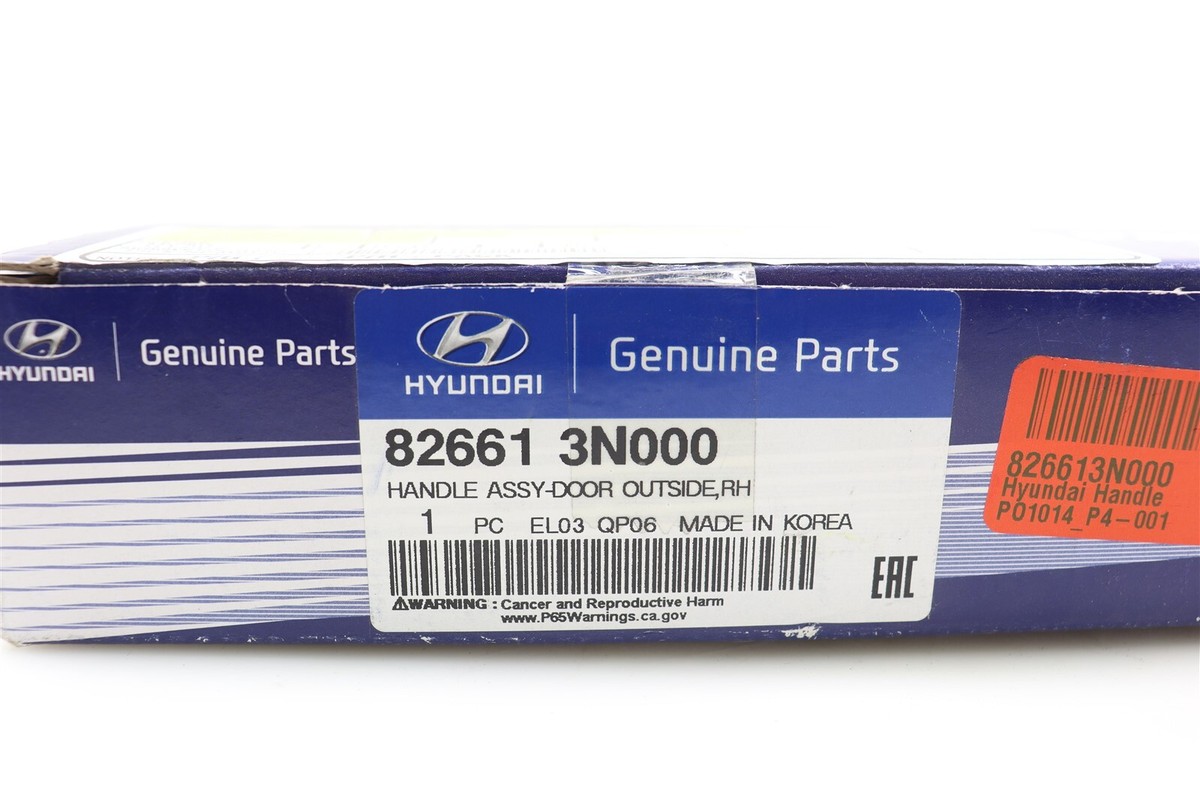 HYUNDAI
Genuine Parts
HYUNDAI
Genuine Parts
82661 3N000
HANDLE ASSY-DOOR OUTSIDE,RH
1 PC EL03 QP06 MADE IN KOREA
WARNING : Cancer and Reproductive Harm
www.P65Warnings.ca.gov
EAC
826613N000
Hyundai Handle
PO1014_P4-001